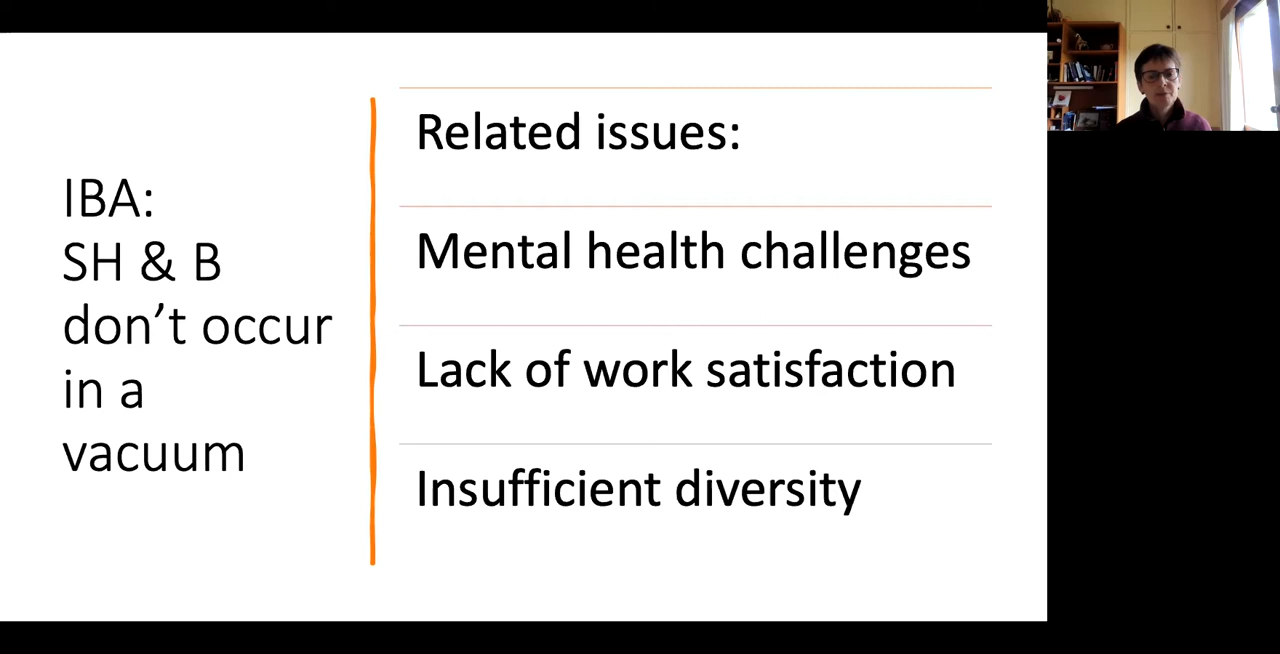 IBA:
SH & B
don’t occur
in a
vacuum
Related issues:
Mental health challenges
Lack of work satisfaction
Insufficient diversity